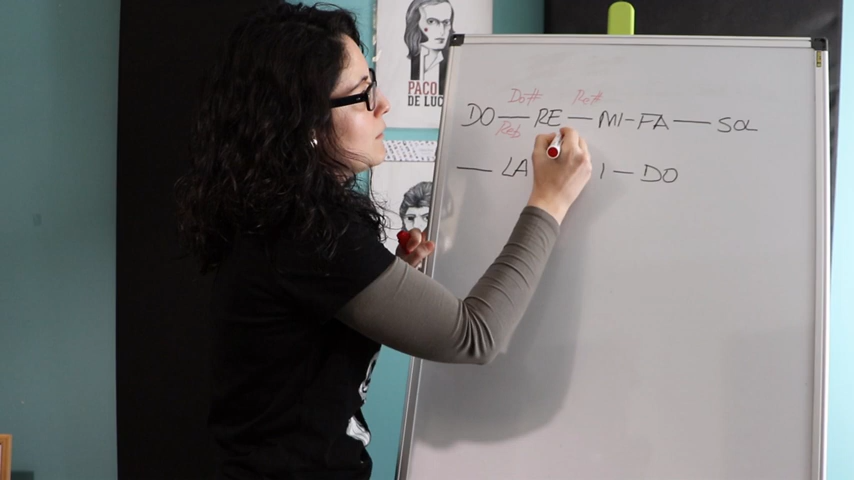 PACO
DE LUC
Do# Re#
DO — RE — MI - FA — SOL
Reb
— LA I — DO